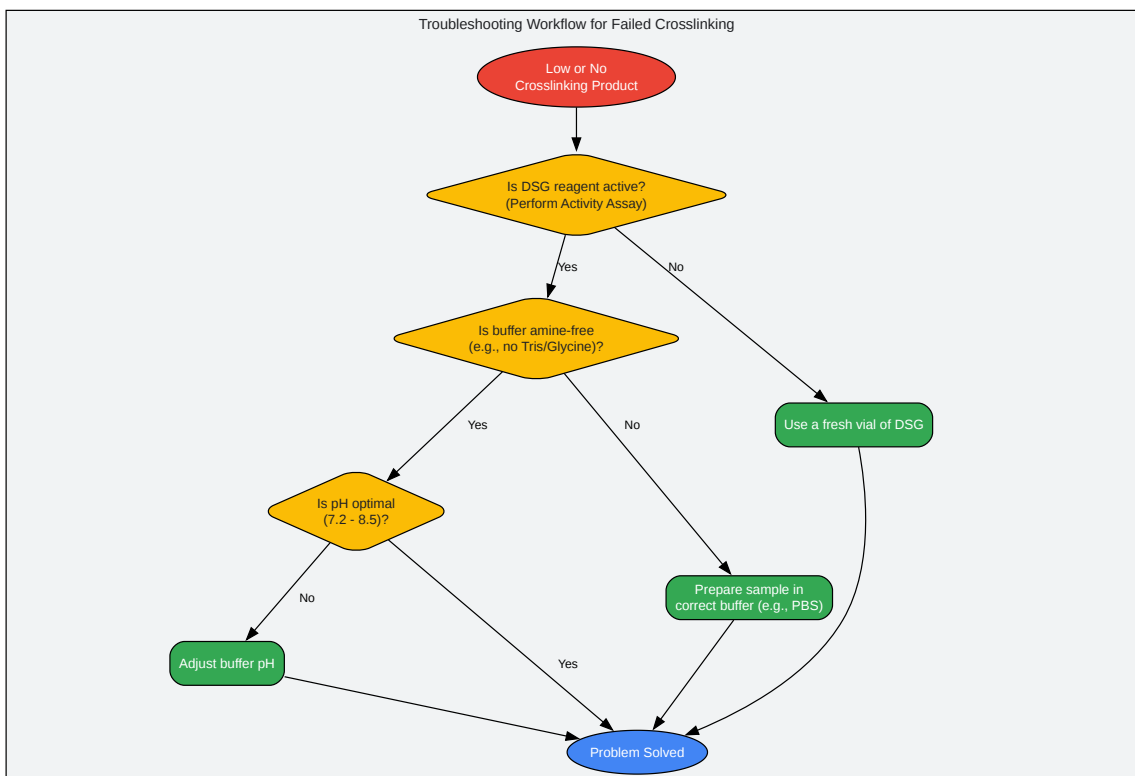 Troubleshooting Workflow for Failed Crosslinking
Low or No
Crosslinking Product
Is DSG reagent active?
(Perform Activity Assay)
Yes
No
Is buffer amine-free
(e.g., no Tris/Glycine)?
Use a fresh vial of DSG
Yes
No
Is pH optimal
(7.2 - 8.5)?
Prepare sample in
correct buffer (e.g., PBS)
No
Yes
Adjust buffer pH
Problem Solved